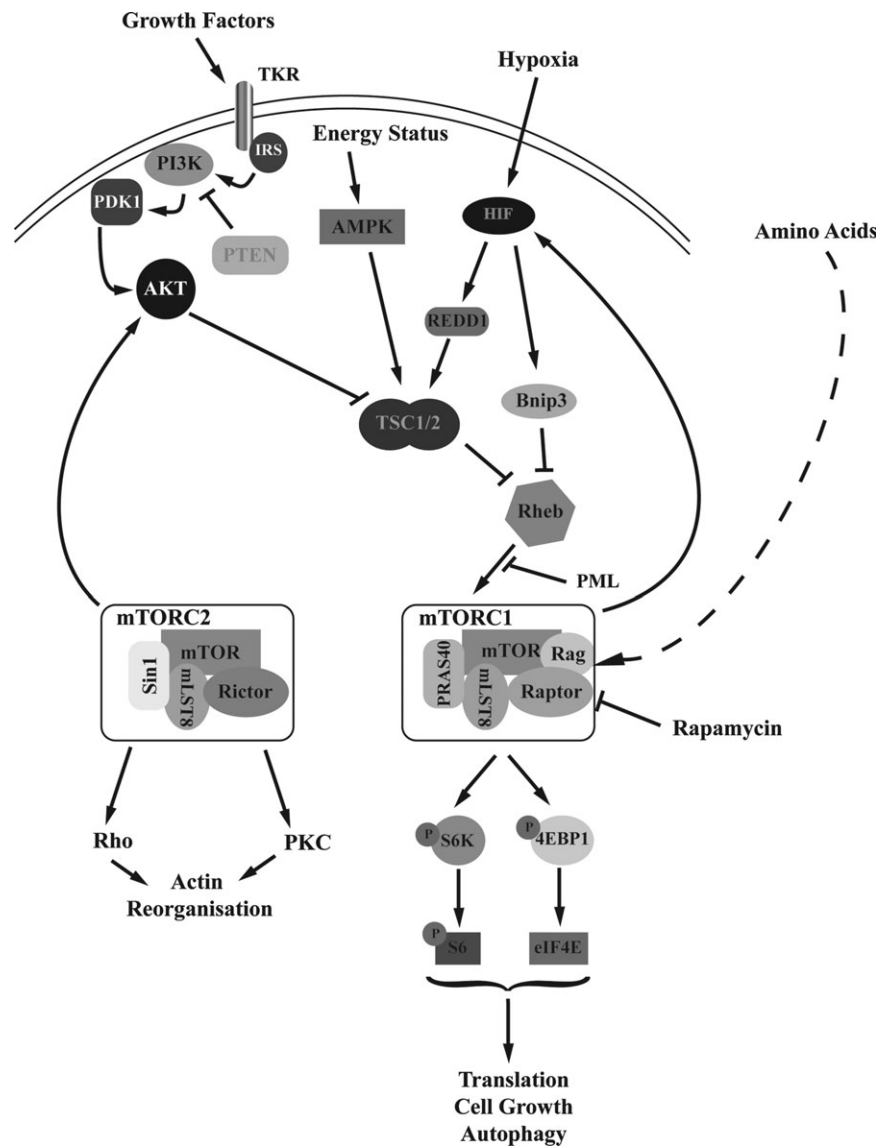 Growth Factors
TKR
Hypoxia
Energy Status
IRS
PI3K
PDK1
HIF
AMPK
PTEN
Amino Acids
AKT
REDD1
Bnip3
TSC1/2
Rheb
PML
mTORC2
mTORC1
mTOR
Sin1
mLST8
Rictor
mTOR
Rag
PRAS40
mLST8
Raptor
Rapamycin
Rho
PKC
Actin
Reorganisation
P
S6K
P
4EBP1
P
S6
eIF4E
Translation
Cell Growth
Autophagy